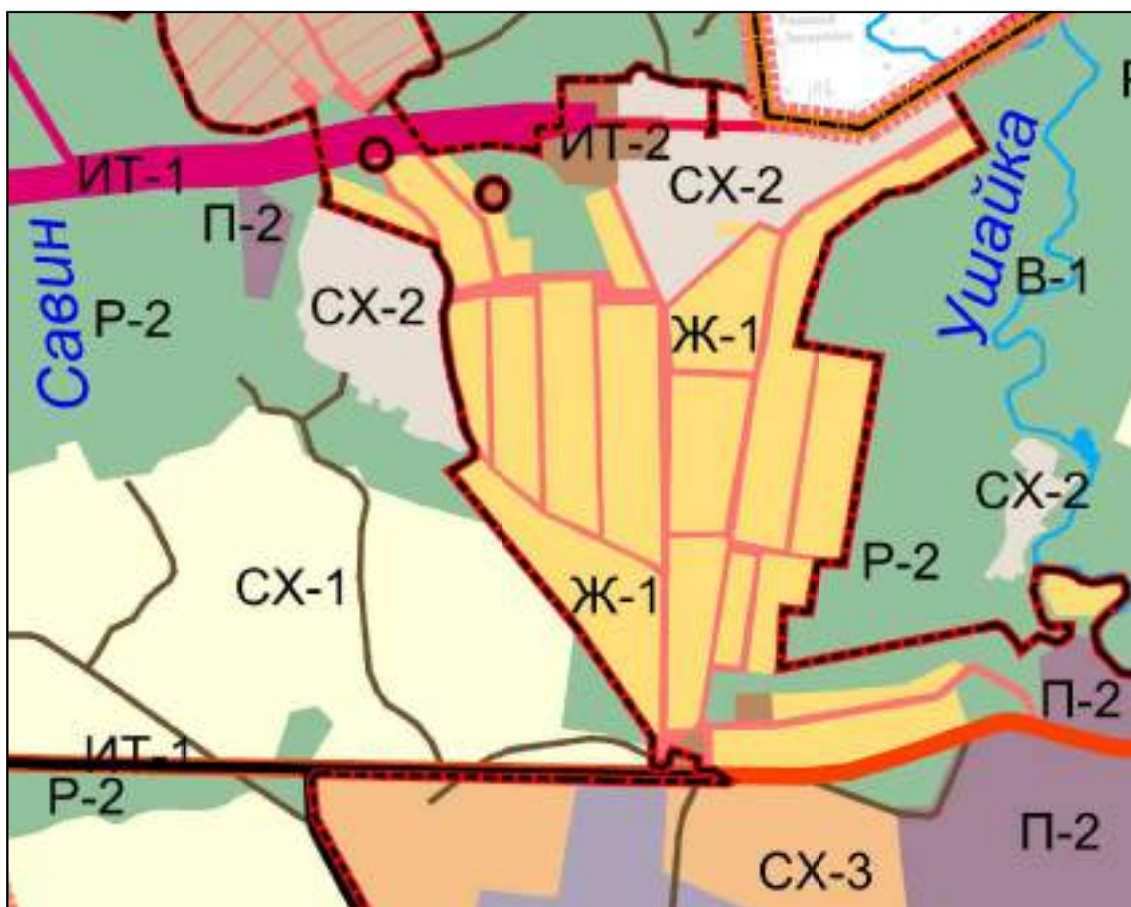 ИТ-2
ИТ-1
СХ-2
П-2
Савин
Ушайка
Р-2
СХ-2
В-1
Ж-1
СХ-2
СХ-1
Ж-1
Р-2
П-2
ИТ-1
Р-2
П-2
СХ-3